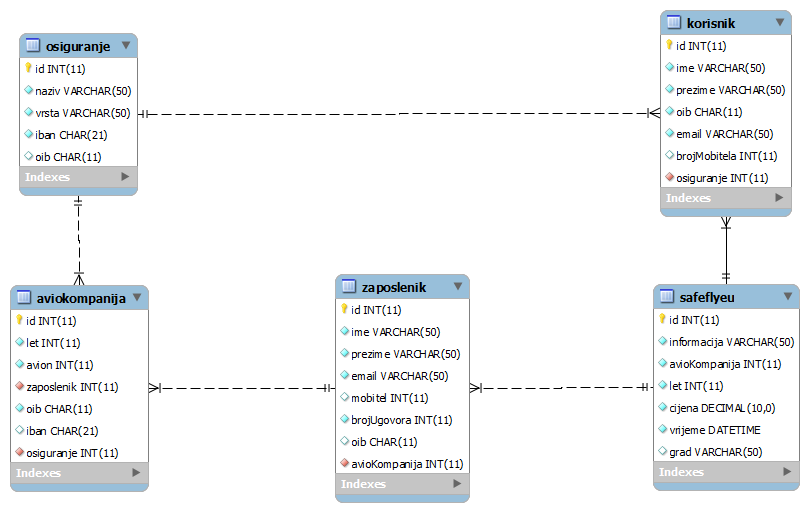 osiguranje
id INT(11)
naziv VARCHAR(50)
vrsta VARCHAR(50)
iban CHAR(21)
oib CHAR(11)
Indexes
korisnik
id INT(11)
ime VARCHAR(50)
prezime VARCHAR(50)
oib CHAR(11)
email VARCHAR(50)
brojMobitela INT(11)
osiguranje INT(11)
Indexes
aviokompanija
id INT(11)
let INT(11)
avion INT(11)
zaposlenik INT(11)
oib CHAR(11)
iban CHAR(21)
osiguranje INT(11)
Indexes
zaposlenik
id INT(11)
ime VARCHAR(50)
prezime VARCHAR(50)
email VARCHAR(50)
mobitel INT(11)
brojUgovora INT(11)
oib CHAR(11)
avioKompanija INT(11)
Indexes
safeflyeu
id INT(11)
informacija VARCHAR(50)
avioKompanija INT(11)
let INT(11)
cijena DECIMAL(10,0)
vrijeme DATETIME
grad VARCHAR(50)
Indexes